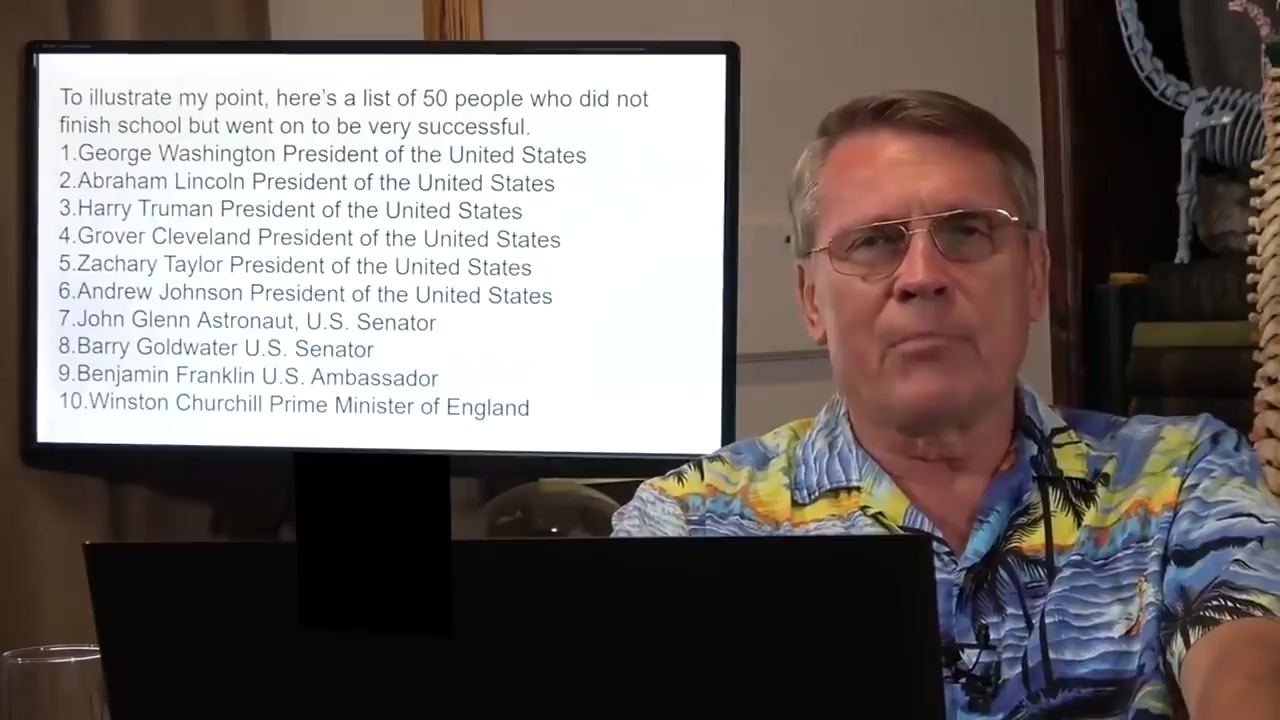 To illustrate my point, here's a list of 50 people who did not
finish school but went on to be very successful.
1.George Washington President of the United States
2.Abraham Lincoln President of the United States
3.Harry Truman President of the United States
4.Grover Cleveland President of the United States
5.Zachary Taylor President of the United States
6.Andrew Johnson President of the United States
7.John Glenn Astronaut, U.S. Senator
8.Barry Goldwater U.S. Senator
9.Benjamin Franklin U.S. Ambassador
10.Winston Churchill Prime Minister of England